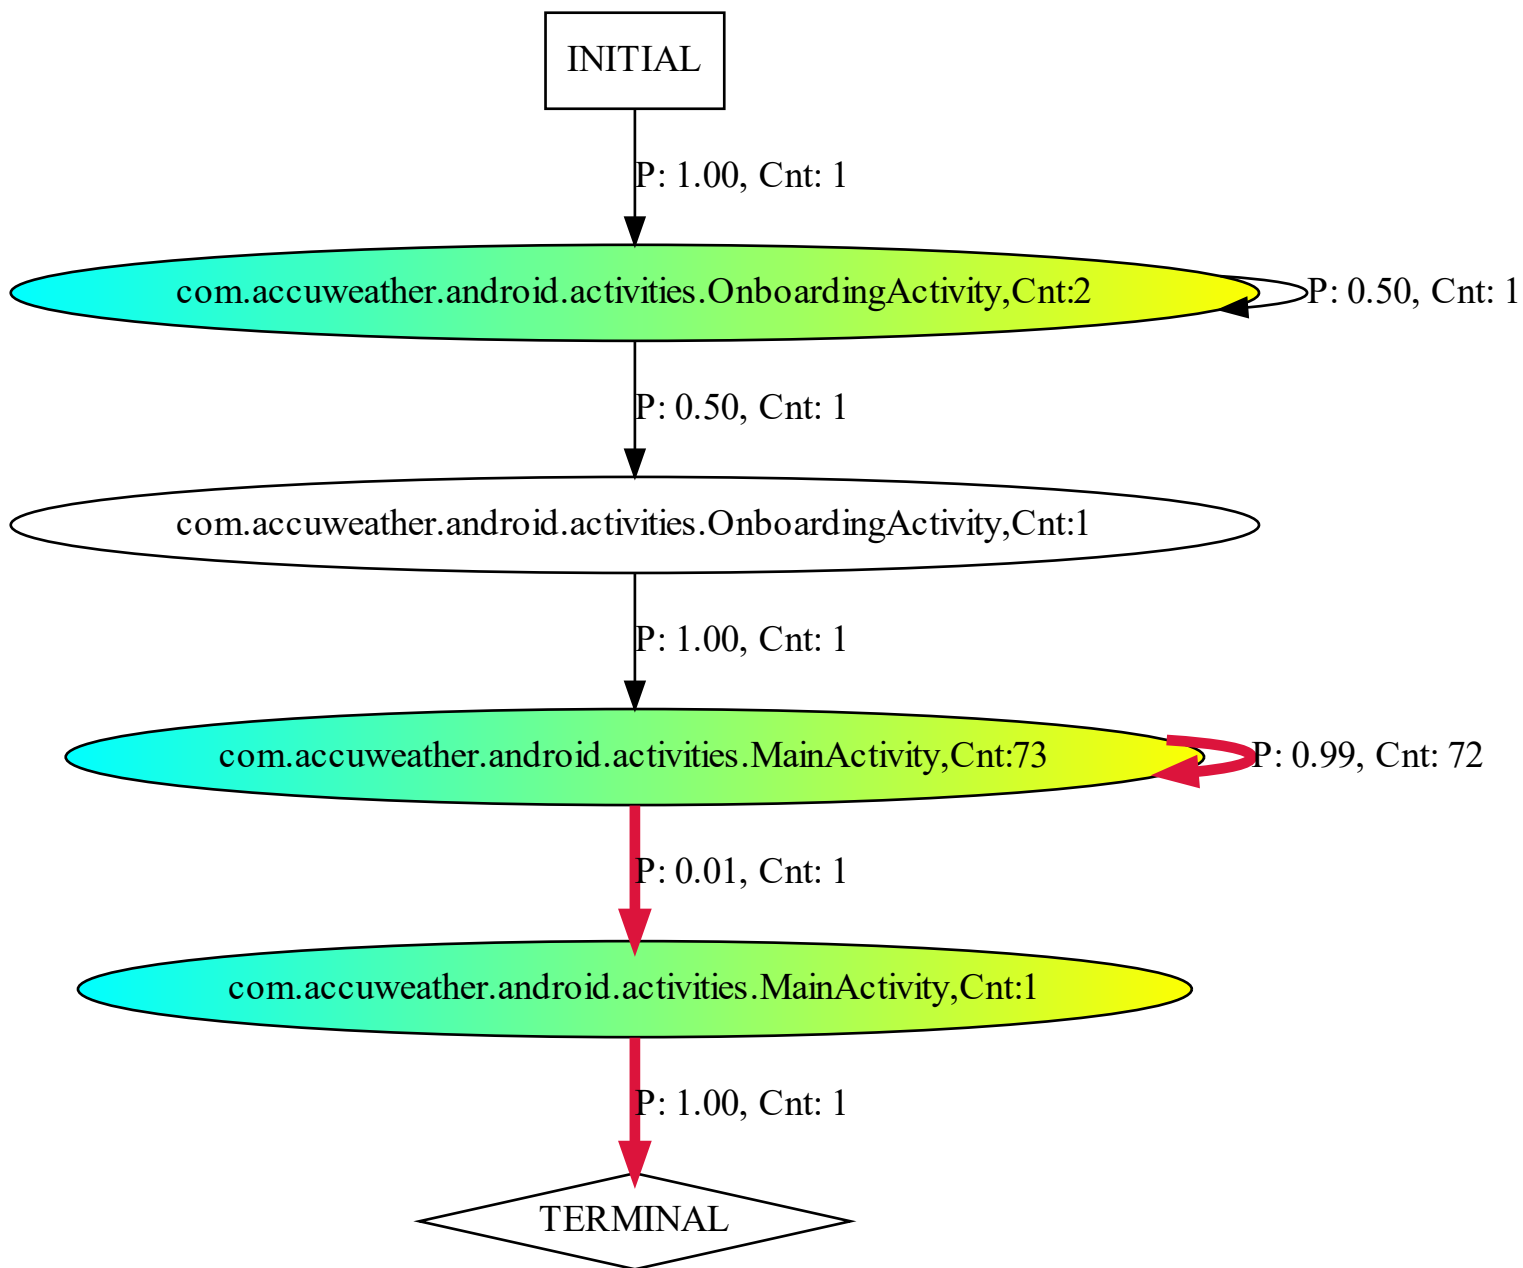 INITIAL
P: 1.00, Cnt: 1
com.accuweather.android.activities.OnboardingActivity,Cnt:2
P: 0.50, Cnt: 1
P: 0.50, Cnt: 1
com.accuweather.android.activities.OnboardingActivity,Cnt:1
P: 1.00, Cnt: 1
com.accuweather.android.activities.MainActivity,Cnt:73
P: 0.99, Cnt: 72
P: 0.01, Cnt: 1
com.accuweather.android.activities.MainActivity,Cnt:1
P: 1.00, Cnt: 1
TERMINAL